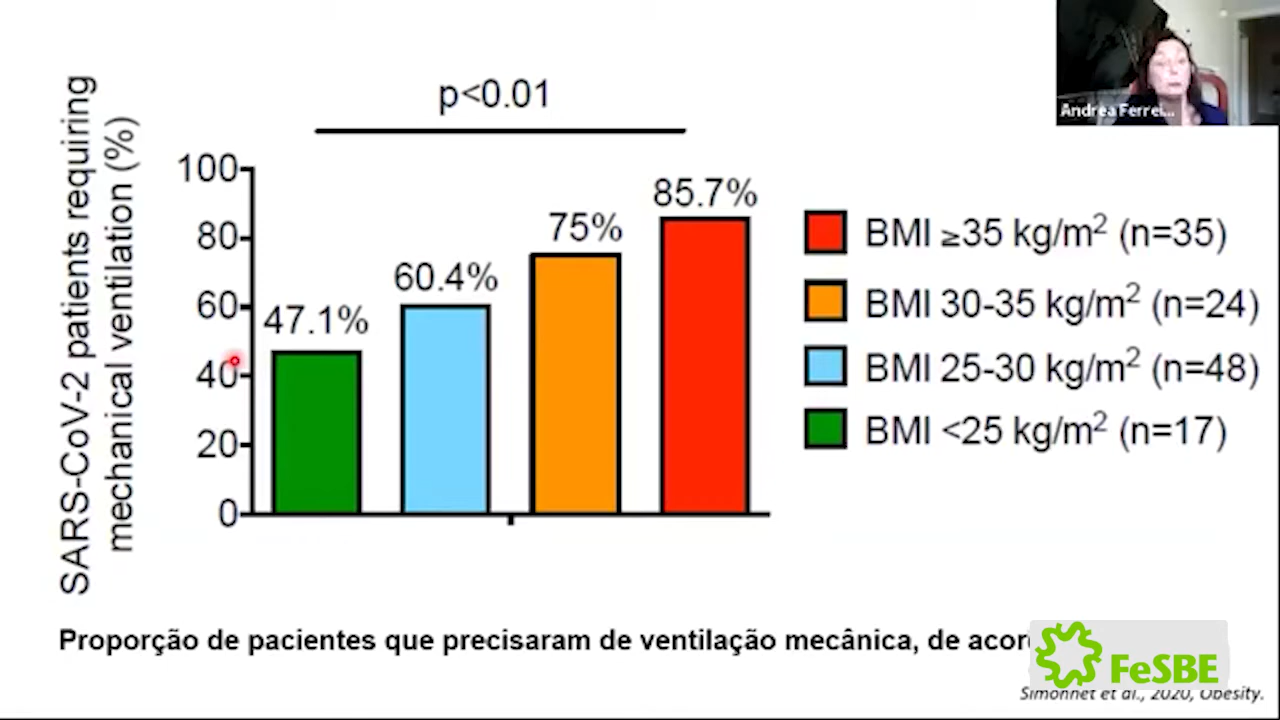 Andrea Ferrei...
p<0.01
SARS-CoV-2 patients requiring
mechanical ventilation (%)
100
80
60
40
20
0
47.1%
60.4%
75%
85.7%
BMI ≥35 kg/m² (n=35)
BMI 30-35 kg/m² (n=24)
BMI 25-30 kg/m² (n=48)
BMI <25 kg/m² (n=17)
Proporção de pacientes que precisaram de ventilação mecânica, de acor
FeSBE
Simonnet et al., 2020, Obesity.